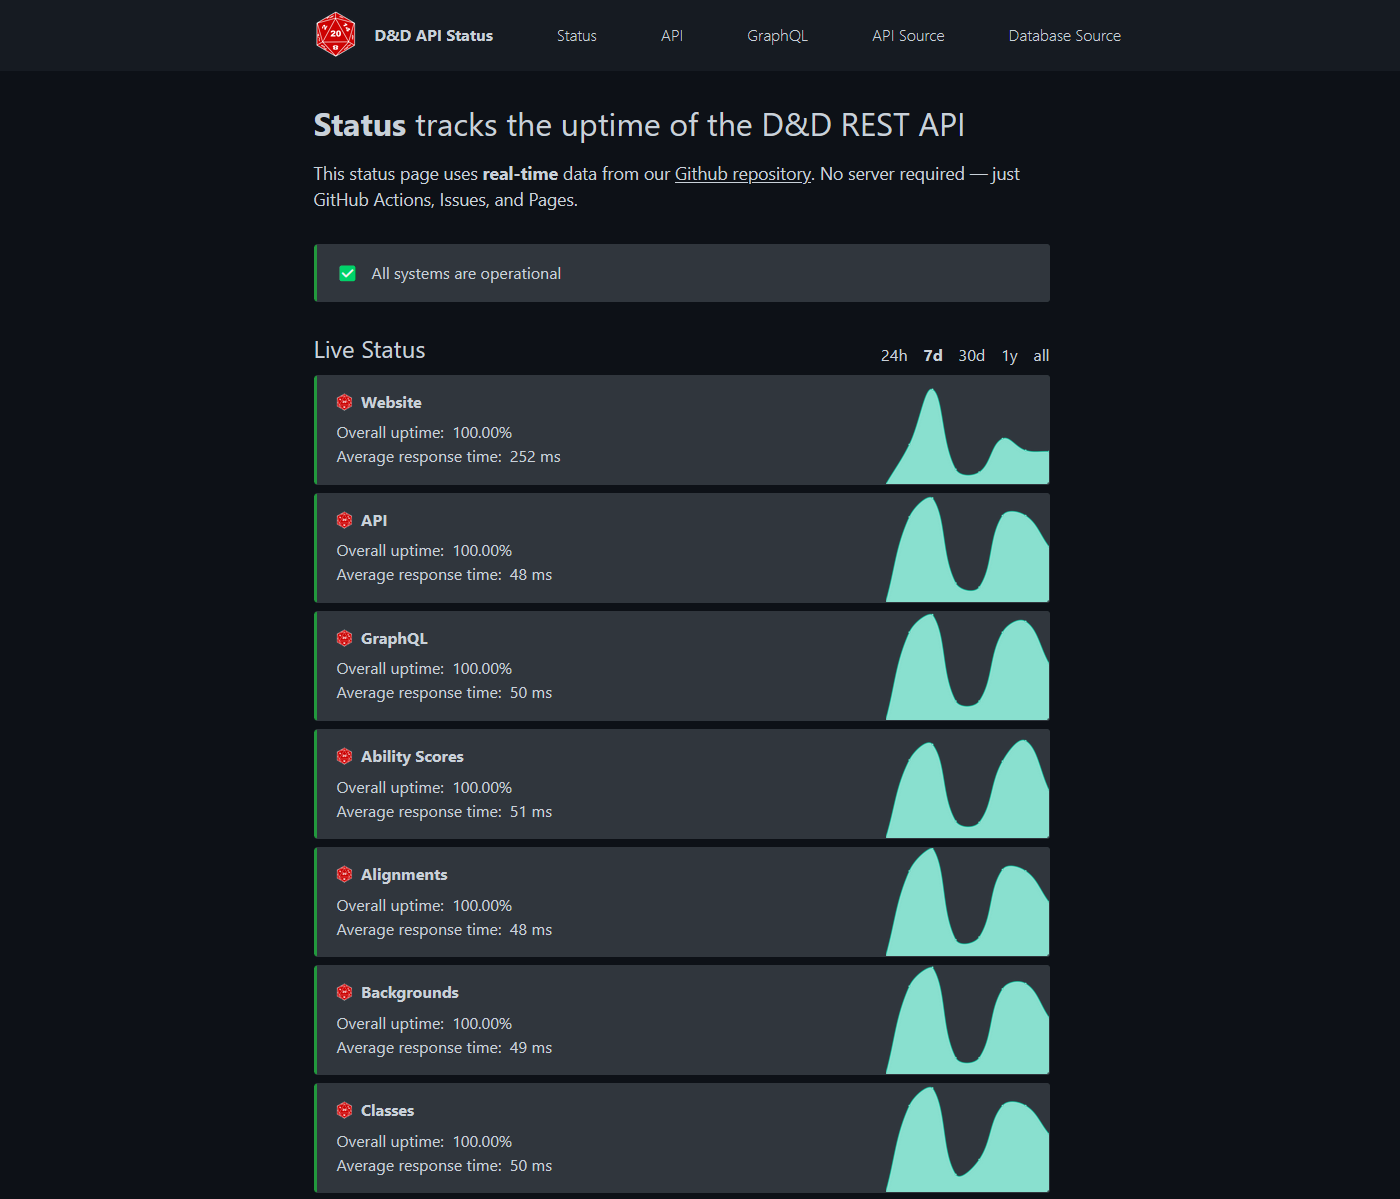 D&D API Status
Status
API
GraphQL
API Source
Database Source
Status tracks the uptime of the D&D REST API
This status page uses real-time data from our Github repository. No server required — just
GitHub Actions, Issues, and Pages.
All systems are operational
Live Status
24h 7d 30d 1y all
Website
Overall uptime: 100.00%
Average response time: 252 ms
API
Overall uptime: 100.00%
Average response time: 48 ms
GraphQL
Overall uptime: 100.00%
Average response time: 50 ms
Ability Scores
Overall uptime: 100.00%
Average response time: 51 ms
Alignments
Overall uptime: 100.00%
Average response time: 48 ms
Backgrounds
Overall uptime: 100.00%
Average response time: 49 ms
Classes
Overall uptime: 100.00%
Average response time: 50 ms